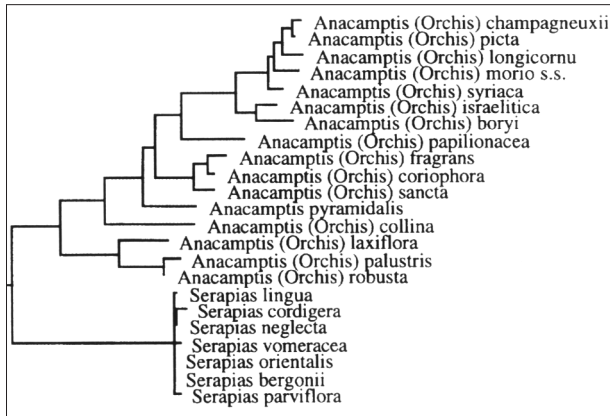 Anacamptis (Orchis) champagneuxii
Anacamptis (Orchis) picta
Anacamptis (Orchis) longicornu
Anacamptis (Orchis) morio s.s.
Anacamptis (Orchis) syriaca
Anacamptis (Orchis) israelitica
Anacamptis (Orchis) boryi
Anacamptis (Orchis) papilionacea
Anacamptis (Orchis) fragrans
Anacamptis (Orchis) coriophora
Anacamptis (Orchis) sancta
Anacamptis pyramidalis
Anacamptis (Orchis) collina
Anacamptis (Orchis) laxiflora
Anacamptis (Orchis) palustris
Anacamptis (Orchis) robusta
Serapias lingua
Serapias cordigera
Serapias neglecta
Serapias vomeracea
Serapias orientalis
Serapias bergonii
Serapias parviflora